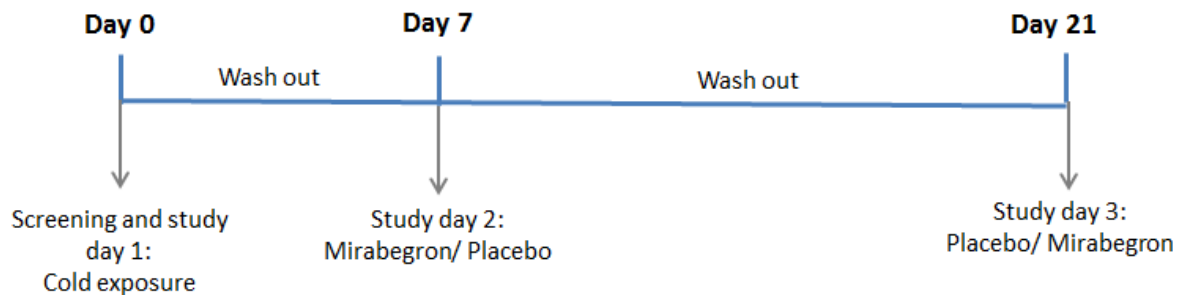 Day 0
Day 7
Day 21
Wash out
Wash out
Screening and study
day 1:
Cold exposure
Study day 2:
Mirabegron/ Placebo
Study day 3:
Placebo/ Mirabegron